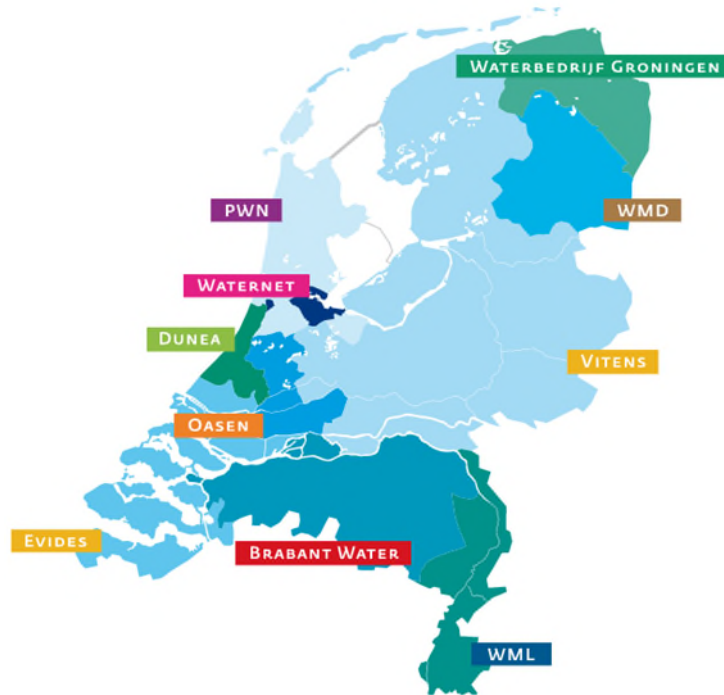 Waterbedrijf Groningen
PWN
WMD
Waternet
Dunea
Vitens
Oasen
Evides
Brabant Water
WML